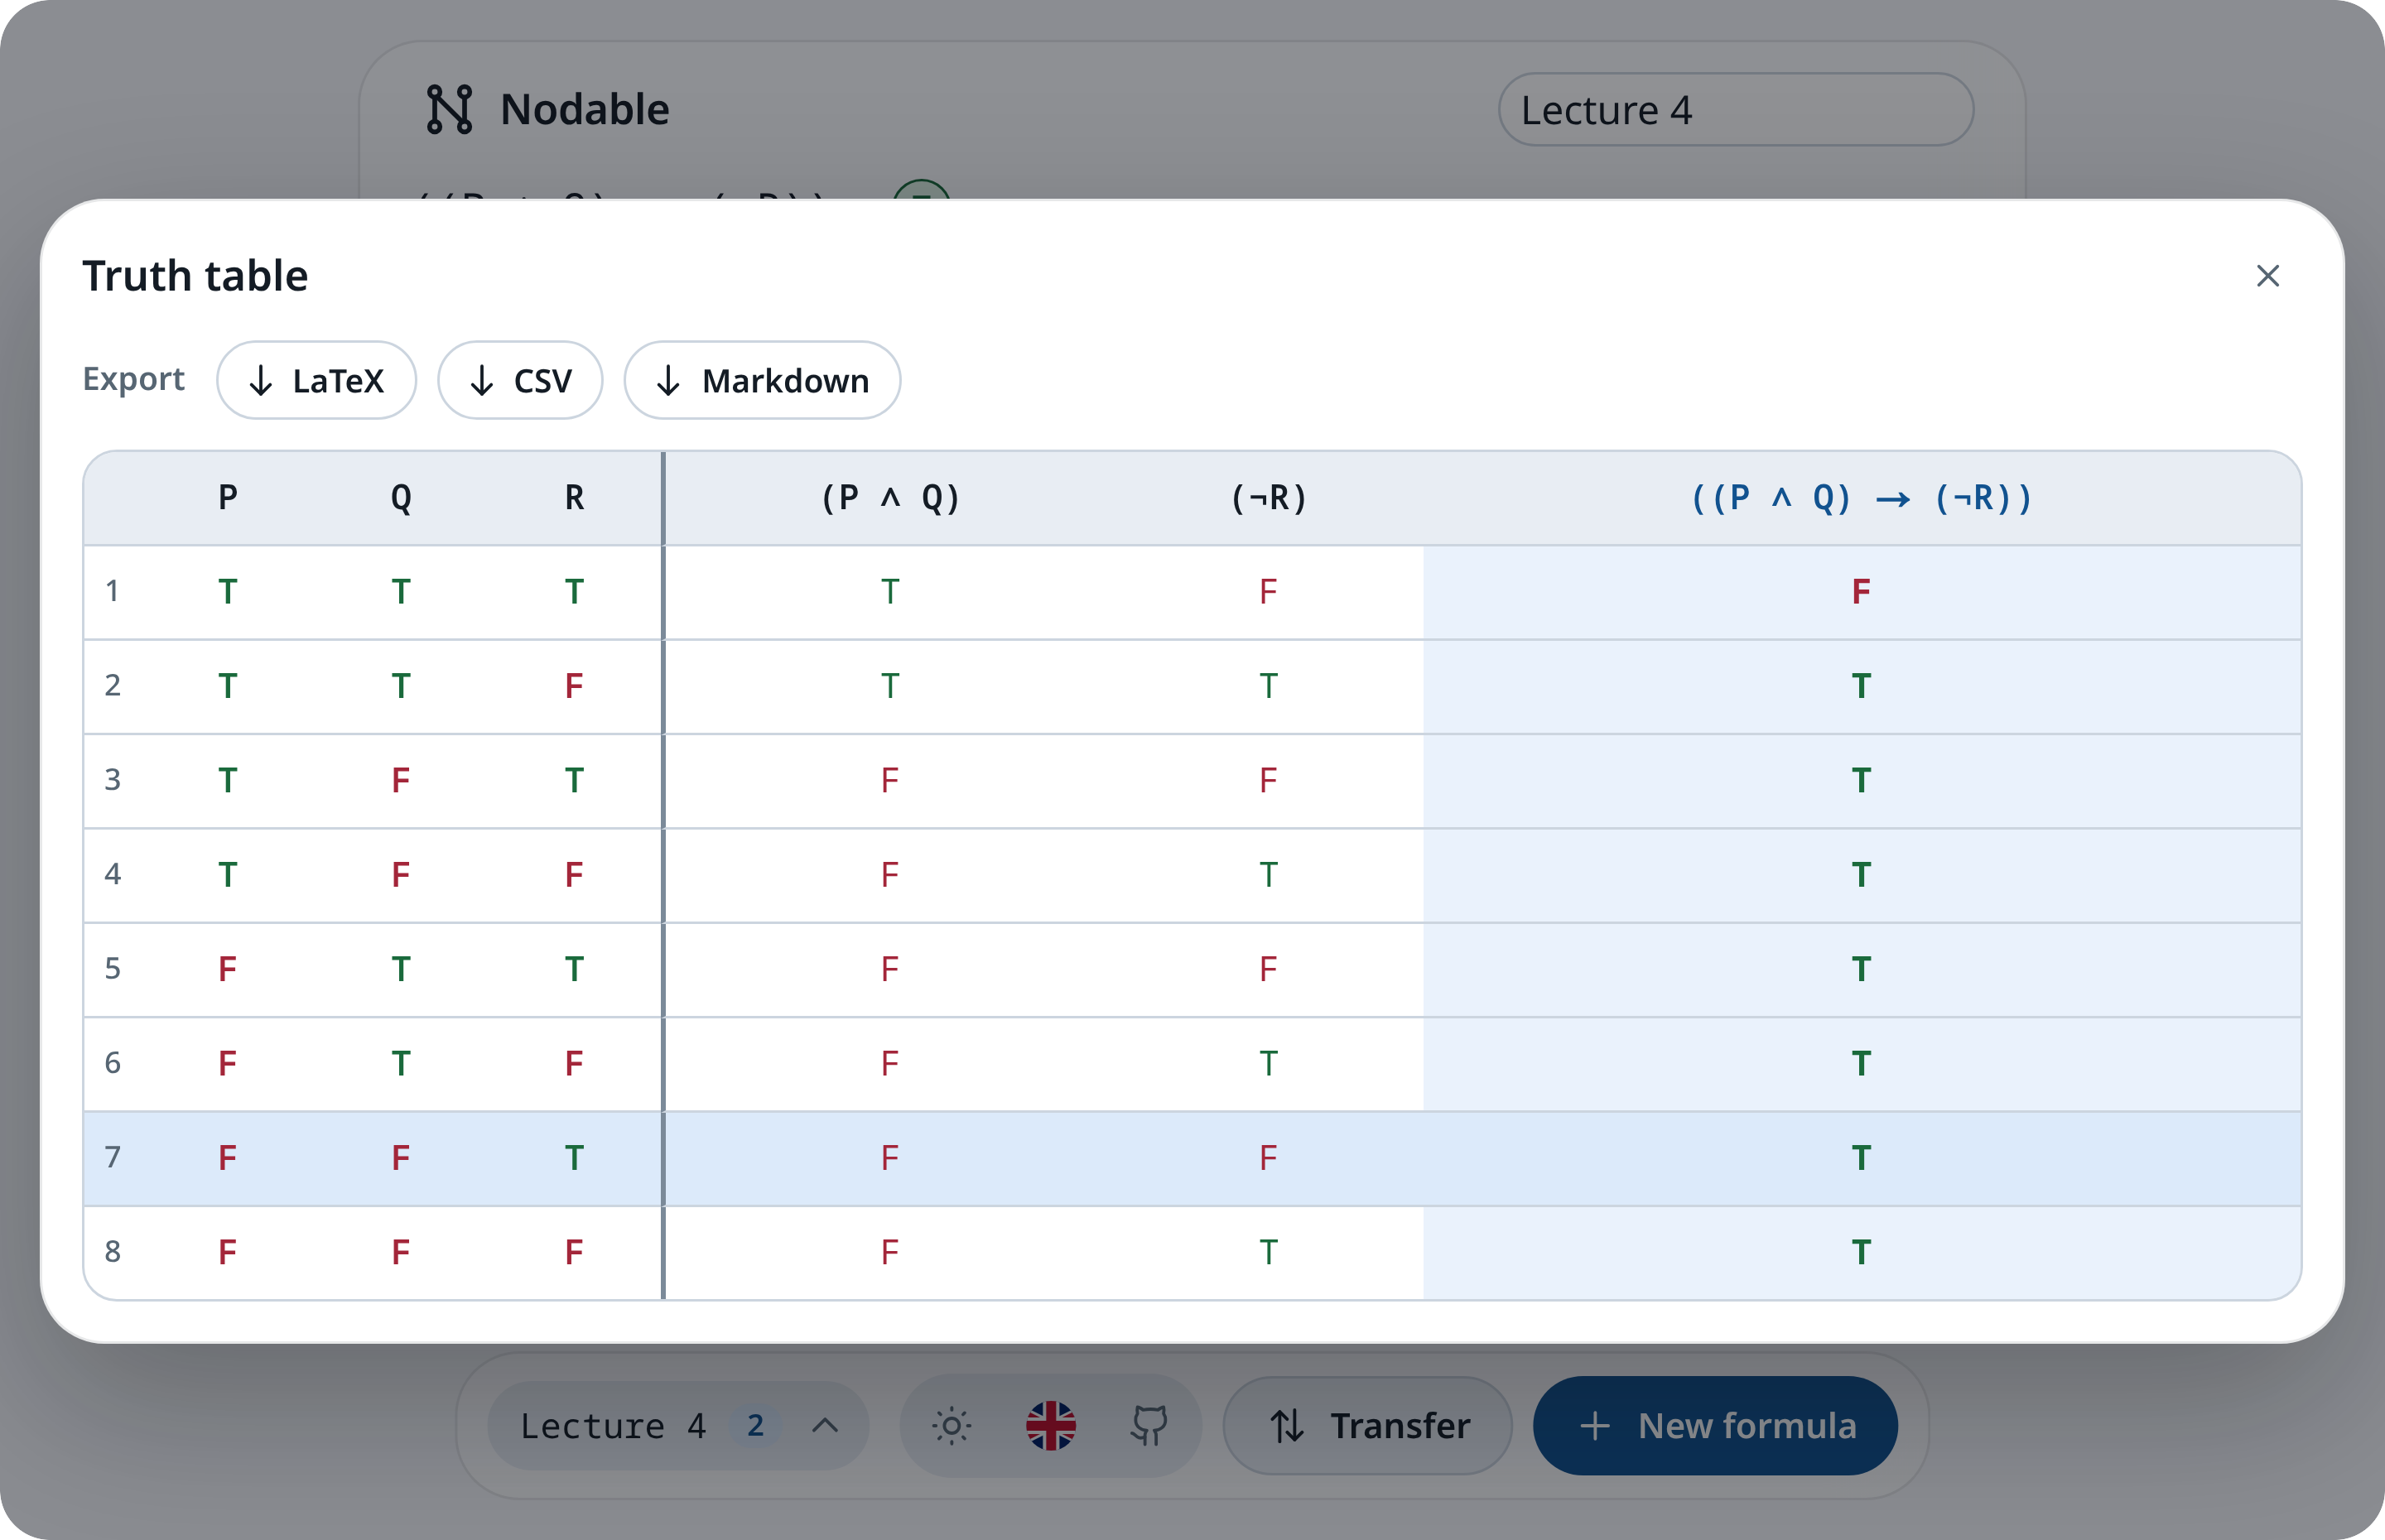 Nodable
Lecture 4
Truth table
Export LaTeX CSV Markdown
P Q R (P ∧ Q) (¬R) ((P ∧ Q) → (¬R))
1 T T T T F F
2 T T F T T T
3 T F T F F T
4 T F F F T T
5 F T T F F T
6 F T F F T T
7 F F T F F T
8 F F F F T T
Lecture 4 2 Transfer + New formula